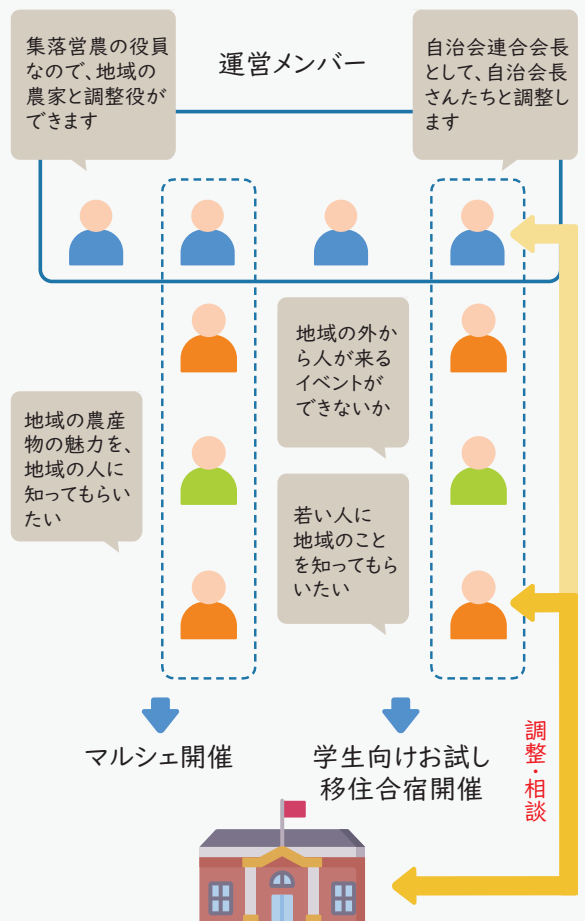 集落営農の役員
なので、地域の
農家と調整役が
できます
運営メンバー
自治会連合会長
として、自治会長
さんたちと調整し
ます
地域の外か
ら人が来る
イベントが
できないか
地域の農産
物の魅力を、
地域の人に
知ってもらい
たい
若い人に
地域のこと
を知ってもら
いたい
マルシェ開催
学生向けお試し
移住合宿開催
調整・相談